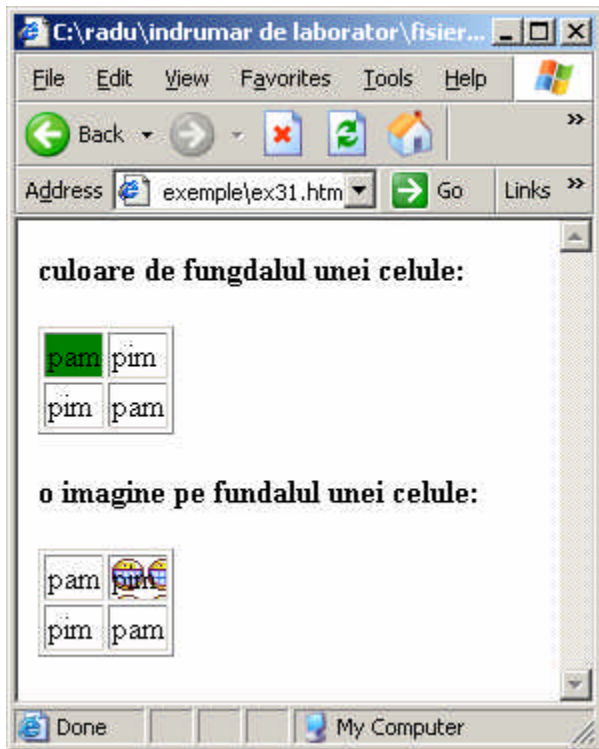 C:\radu\indrumar de laborator\fisier...
File Edit View Favorites Tools Help
Back
Address exemple\ex31.htm Go Links
culoare de fungdalul unei celule:
pam pim
pim pam
o imagine pe fundalul unei celule:
pam pim
pim pam
Done My Computer